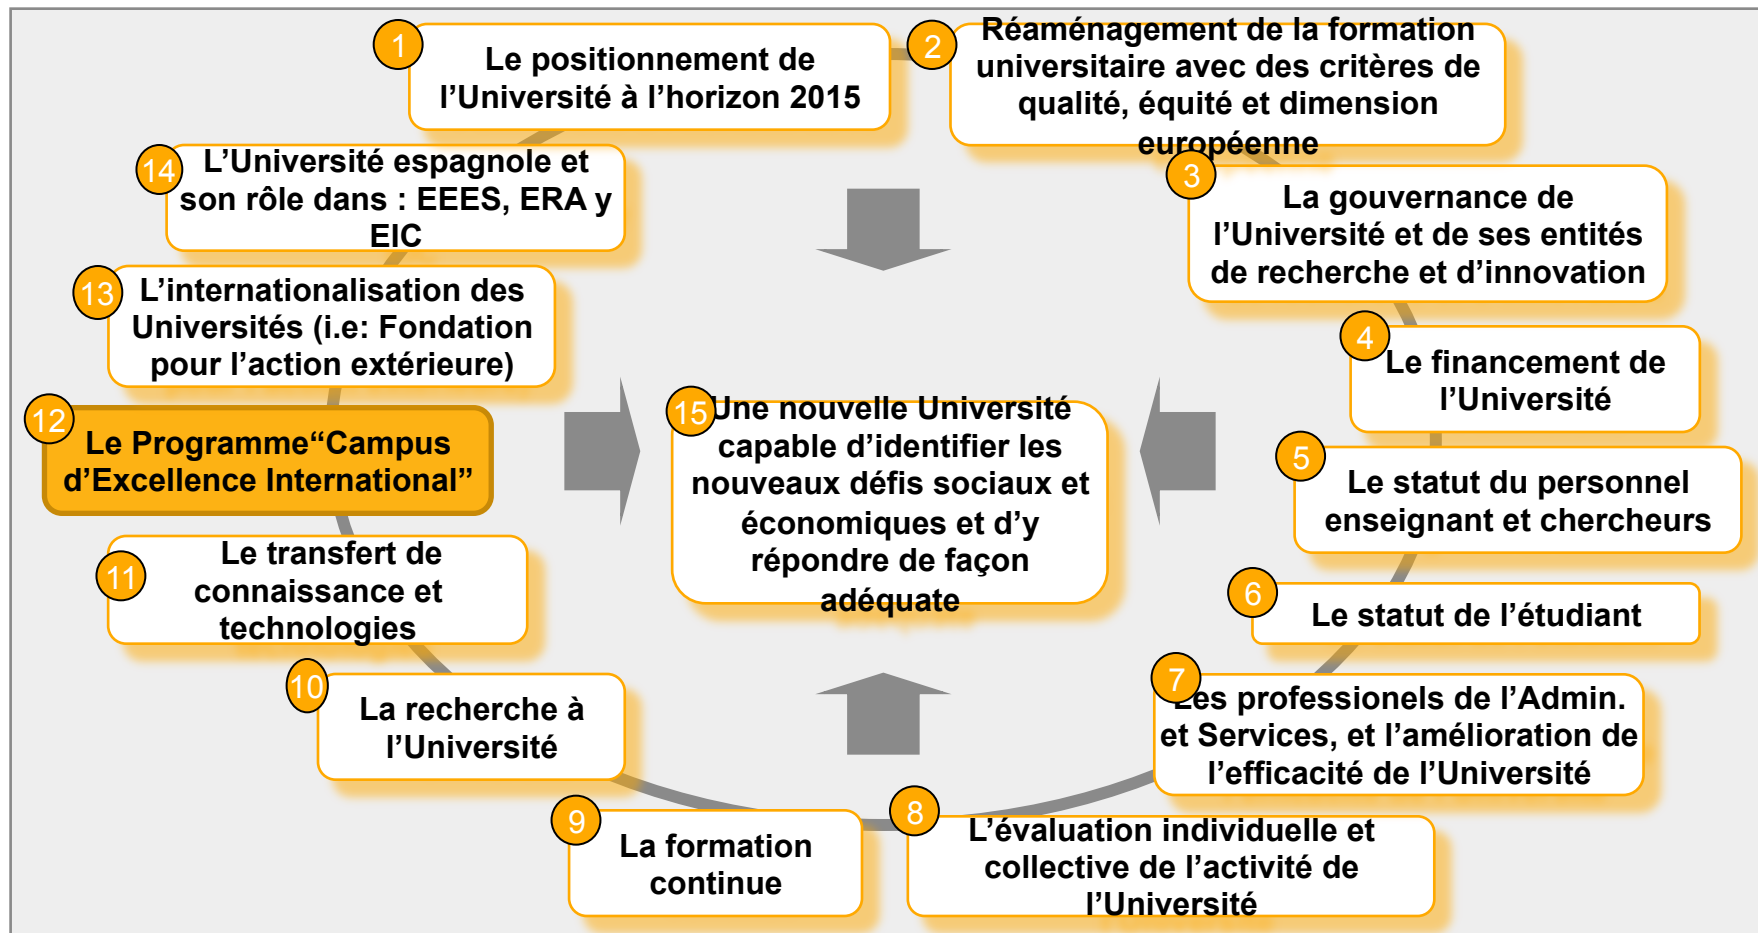 1
Le positionnement de
l’Université à l’horizon 2015
2
Réaménagement de la formation
universitaire avec des critères de
qualité, équité et dimension
européenne
3
La gouvernance de
l’Université et de ses entités
de recherche et d’innovation
4
Le financement de
l’Université
5
Le statut du personnel
enseignant et chercheurs
6
Le statut de l’étudiant
7
Les professionels de l’Admin.
et Services, et l’amélioration de
l’efficacité de l’Université
8
L’évaluation individuelle et
collective de l’activité de
l’Université
9
La formation
continue
10
La recherche à
l’Université
11
Le transfert de
connaissance et
technologies
12
Le Programme“Campus
d’Excellence International”
13
L’internationalisation des
Universités (i.e: Fondation
pour l’action extérieure)
14
L’Université espagnole et
son rôle dans : EEES, ERA y
EIC
15
Une nouvelle Université
capable d’identifier les
nouveaux défis sociaux et
économiques et d’y
répondre de façon
adéquate